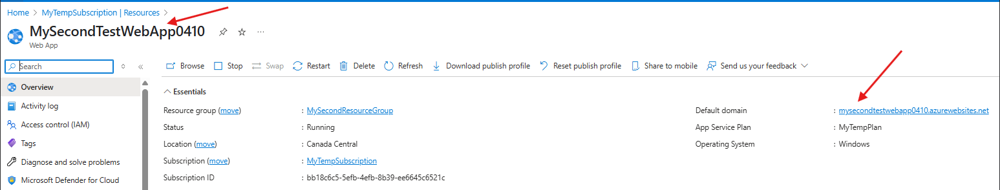 Home > MyTempSubscription | Resources >
MySecondTestWebApp0410 ...
Web App
Search
Browse Stop Swap Restart Delete Refresh Download publish profile Reset publish profile Share to mobile Send us your feedback
Overview
Activity log
Access control (IAM)
Tags
Diagnose and solve problems
Microsoft Defender for Cloud
Essentials
Resource group (move) : MySecondResourceGroup
Status : Running
Location (move) : Canada Central
Subscription (move) : MyTempSubscription
Subscription ID : bb18c6c5-5efb-4efb-8b39-ee6645c6521c
Default domain : mysecondtestwebapp0410.azurewebsites.net
App Service Plan : MyTempPlan
Operating System : Windows